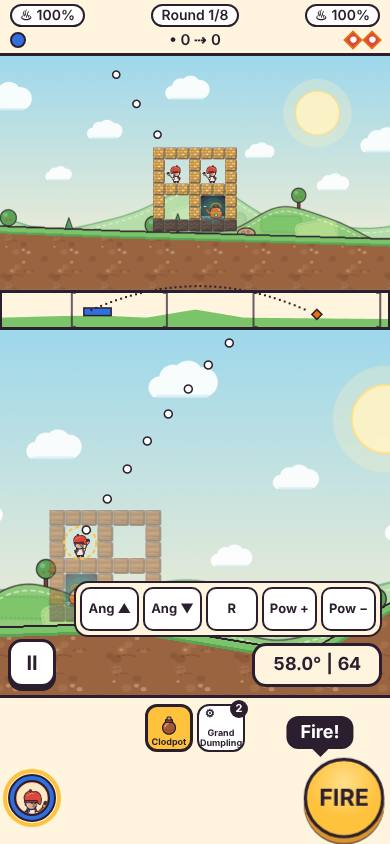 ♨ 100%
Round 1/8
♨ 100%
• 0 ⇢ 0
Ang ▲
Ang ▼
R
Pow +
Pow −
58.0° | 64
Clodpot
2
Grand
Dumpling
Fire!
FIRE